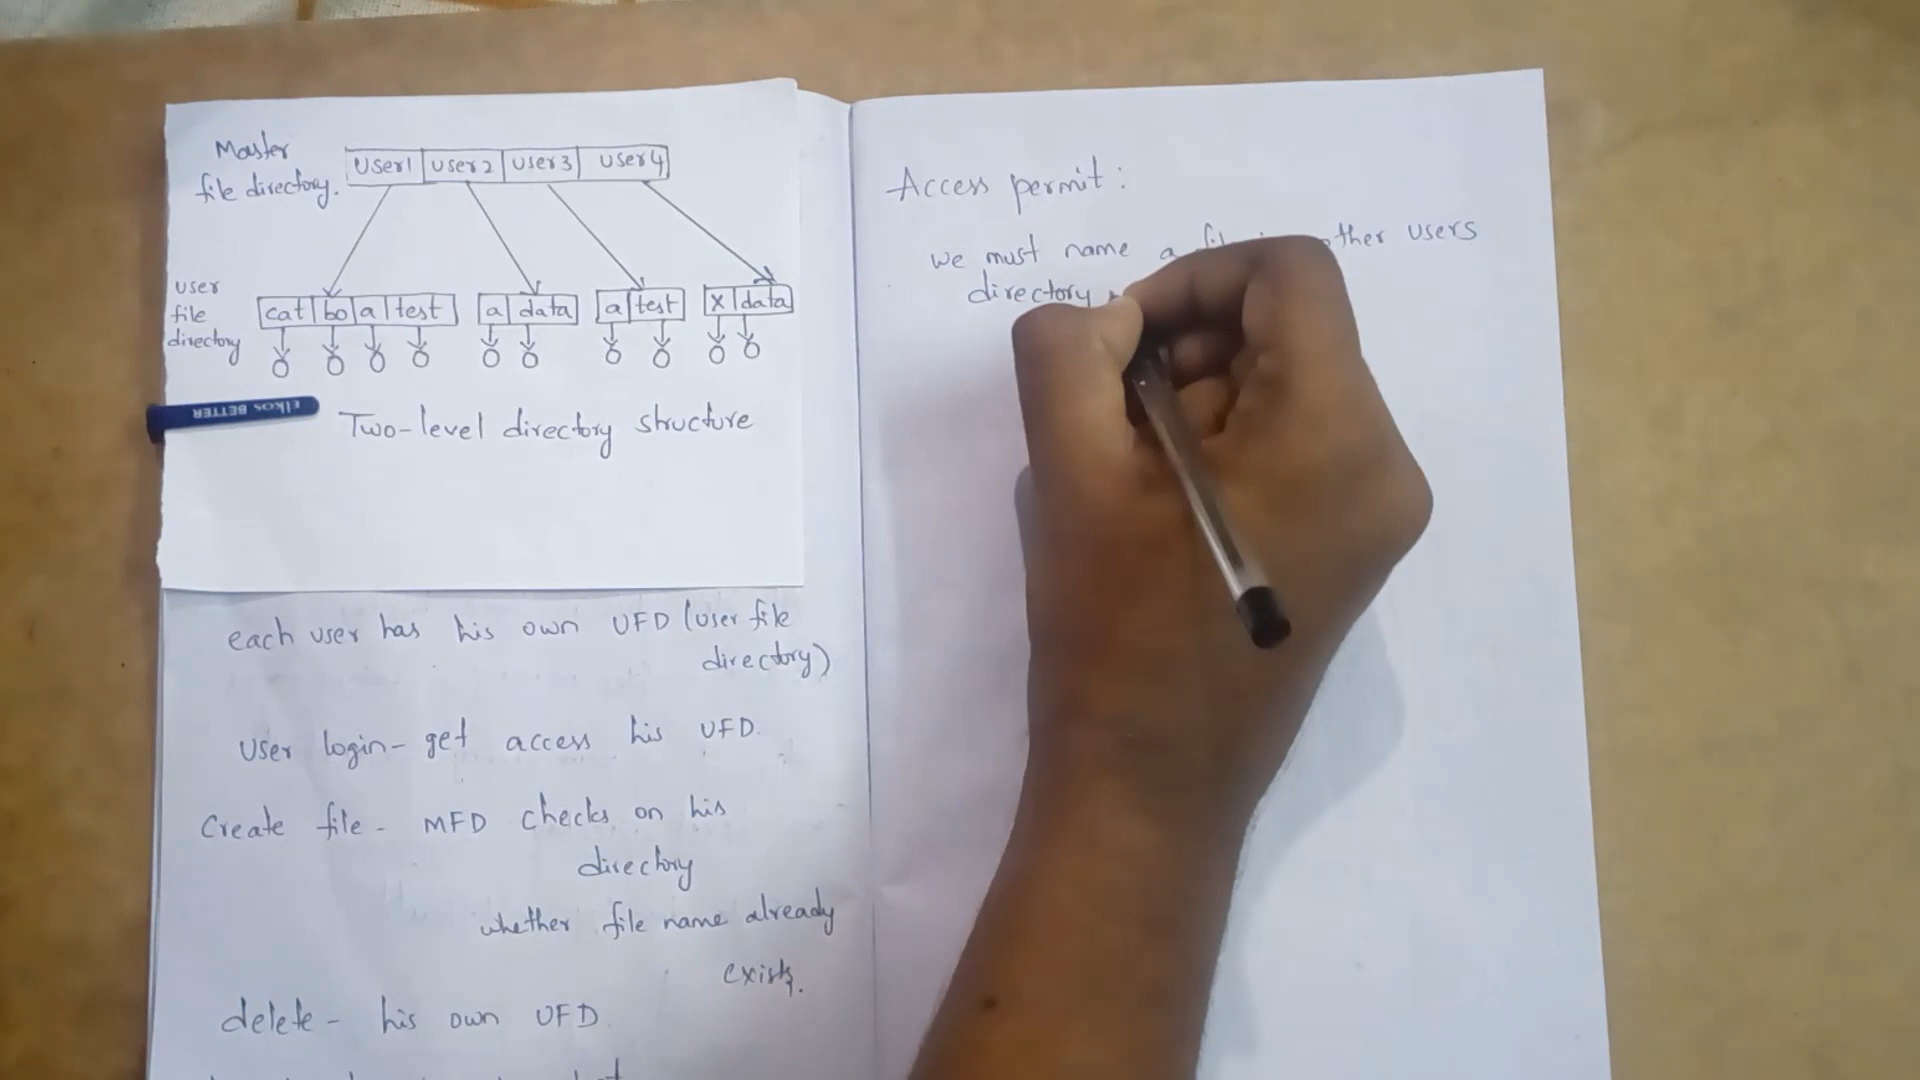 Master
file directory.
User1 user2 user3 user4
user
file
directory
cat bo a test
a data
a test
x data
elkos BETTER
Two-level directory structure
each user has his own UFD (user file
directory)
User login - get access his UFD.
Create file - MFD checks on his
directory
whether file name already
exists.
delete - his own UFD.
Access permit:
we must name a other users
directory